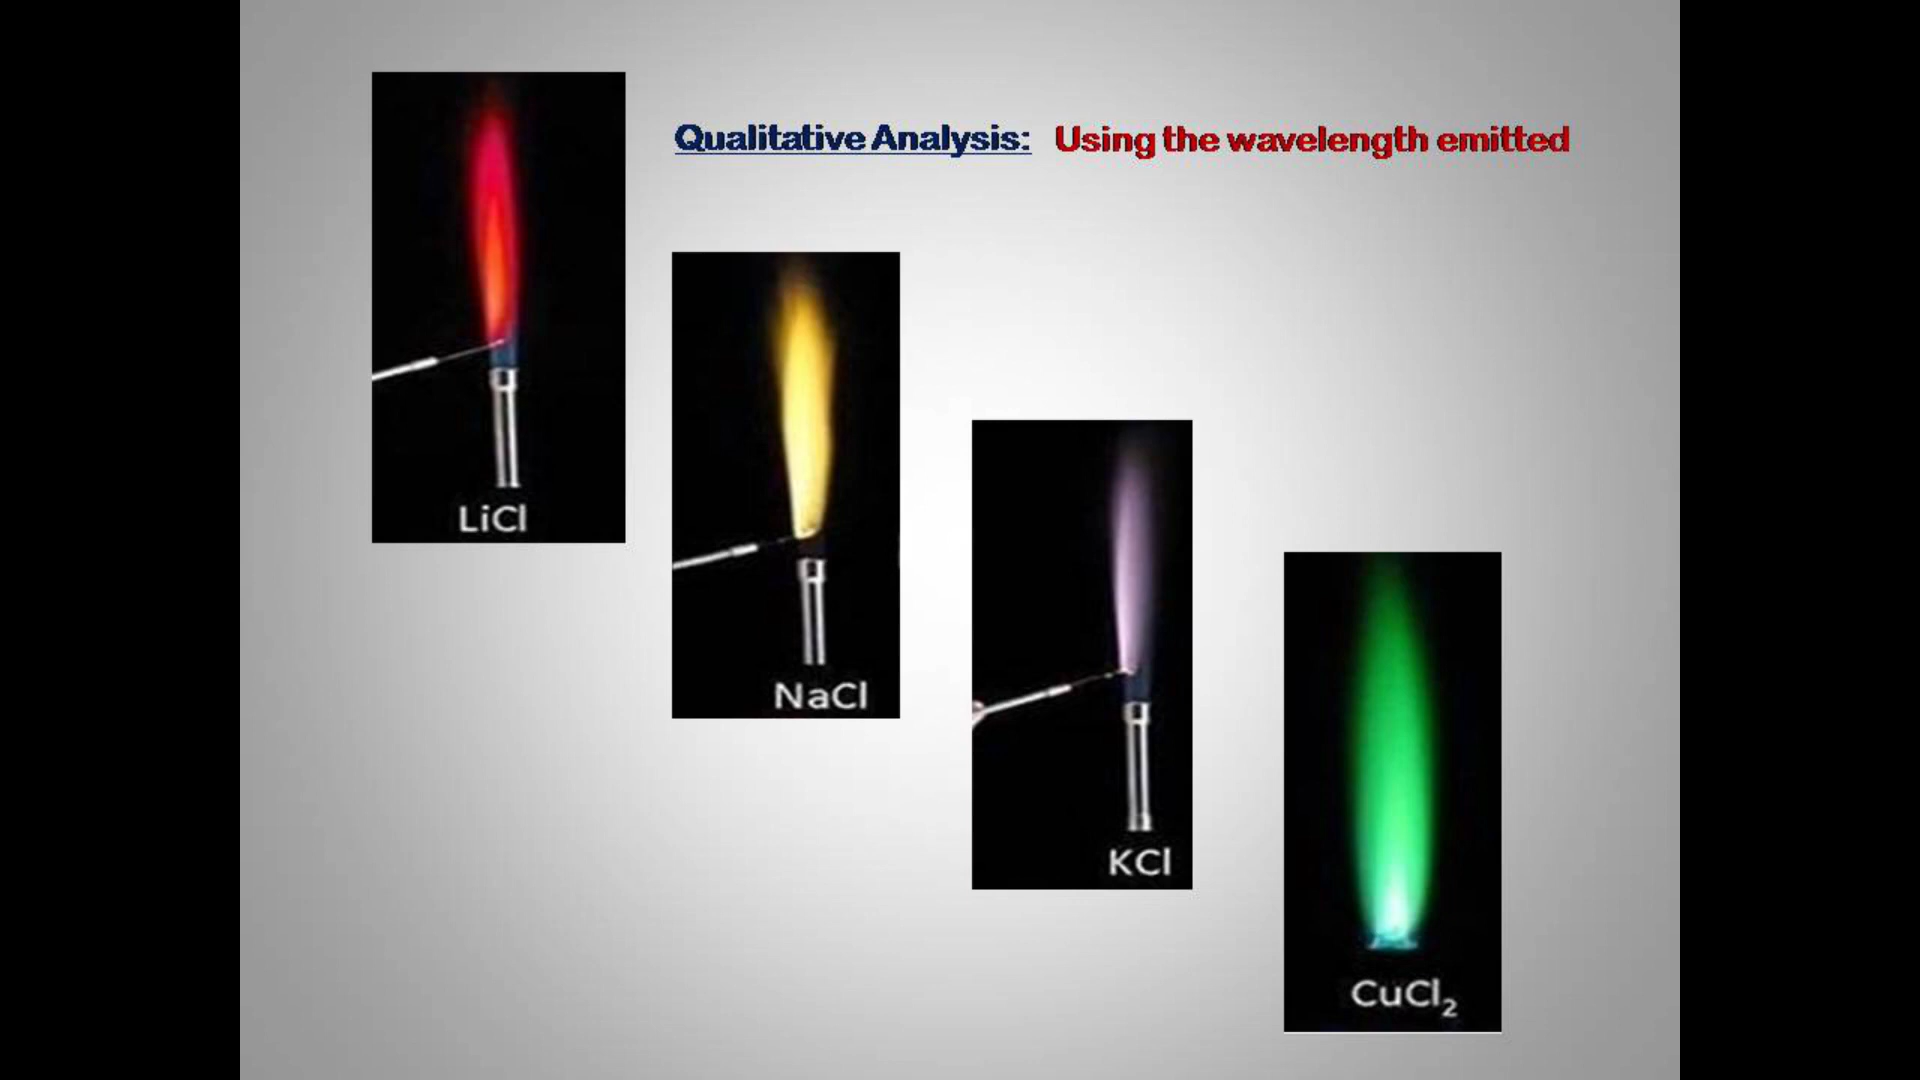 Qualitative Analysis: Using the wavelength emitted
LiCl
NaCl
KCl
CuCl₂